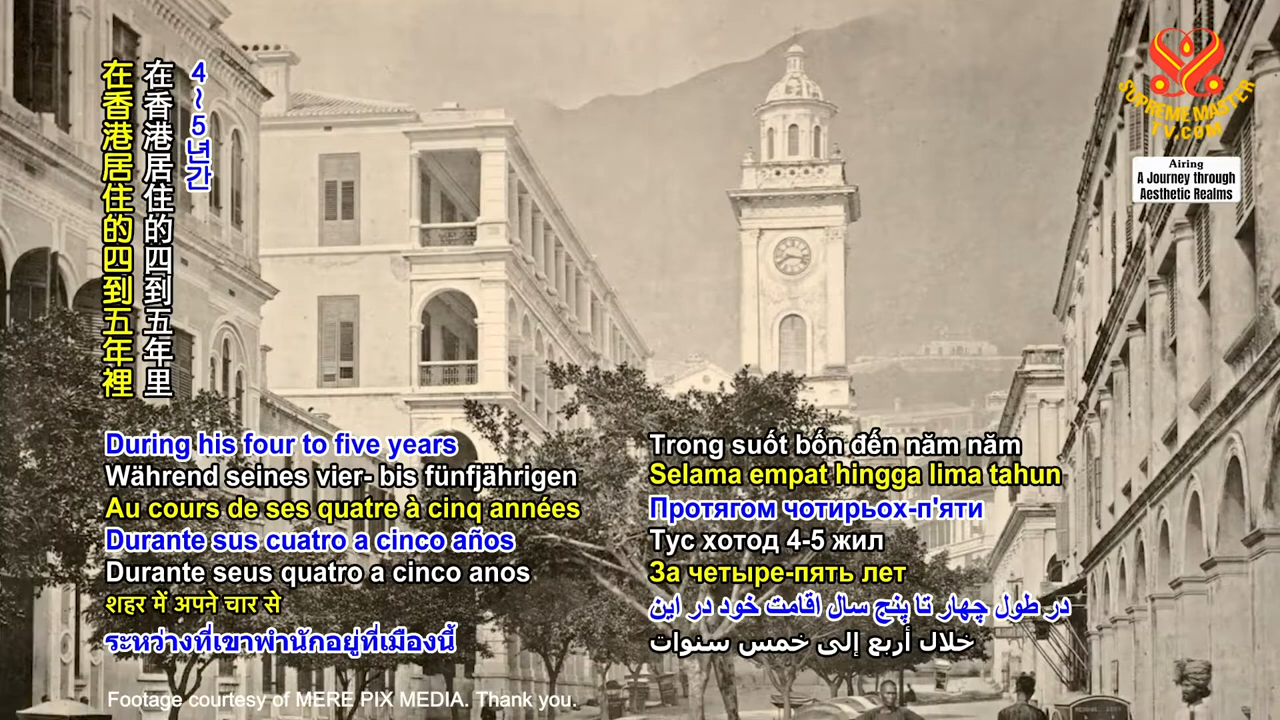 4~5년간
在香港居住的四到五年里
在香港居住的四到五年裡
SUPREME MASTER
TV.COM
Airing
A Journey through
Aesthetic Realms
During his four to five years
Während seines vier- bis fünfjährigen
Au cours de ses quatre à cinq années
Durante sus cuatro a cinco años
Durante seus quatro a cinco anos
शहर में अपने चार से
ระหว่างที่เขาพำนักอยู่ที่เมืองนี้
Trong suốt bốn đến năm năm
Selama empat hingga lima tahun
Протягом чотирьох-п'яти
Тус хотод 4-5 жил
За четыре-пять лет
در طول چهار تا پنج سال اقامت خود در این
خلال أربع إلى خمس سنوات
Footage courtesy of MERE PIX MEDIA. Thank you.